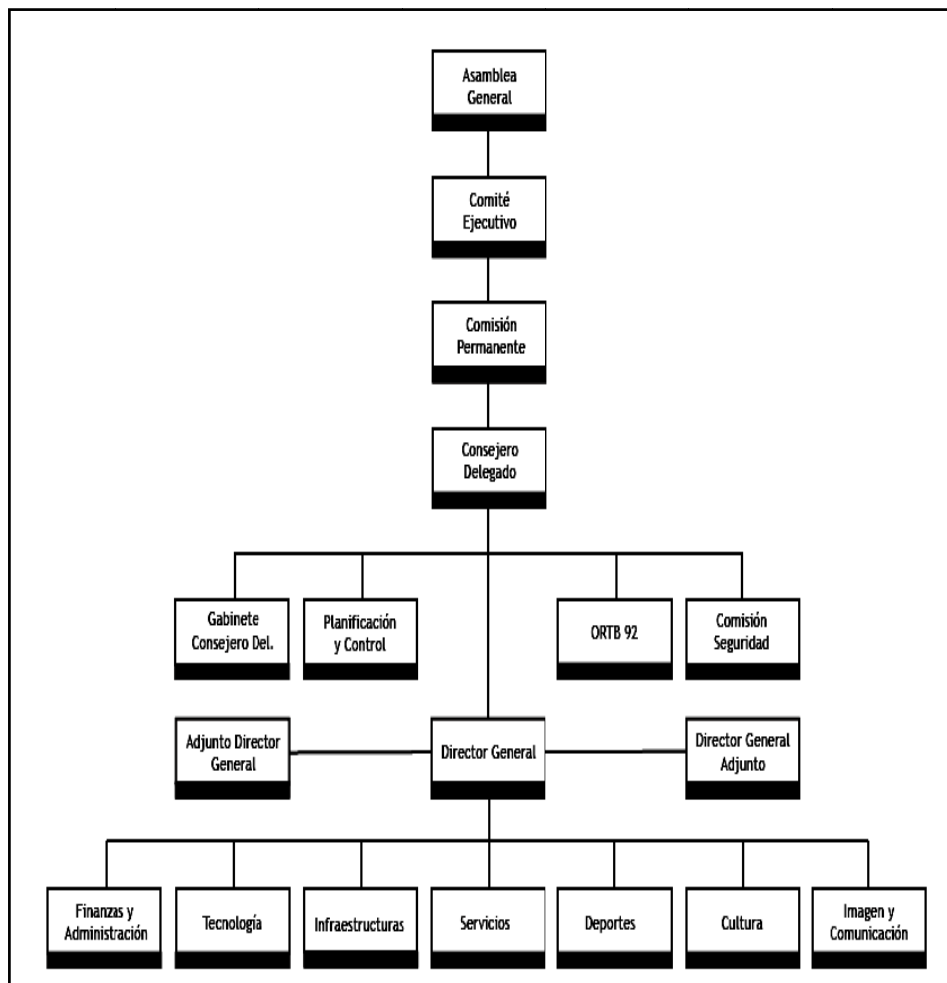 Asamblea
General
Comité
Ejecutivo
Comisión
Permanente
Consejero
Delegado
Gabinete
Consejero Del.
Planificación
y Control
ORTB 92
Comisión
Seguridad
Adjunto Director
General
Director General
Director General
Adjunto
Finanzas y
Administración
Tecnología
Infraestructuras
Servicios
Deportes
Cultura
Imagen y
Comunicación